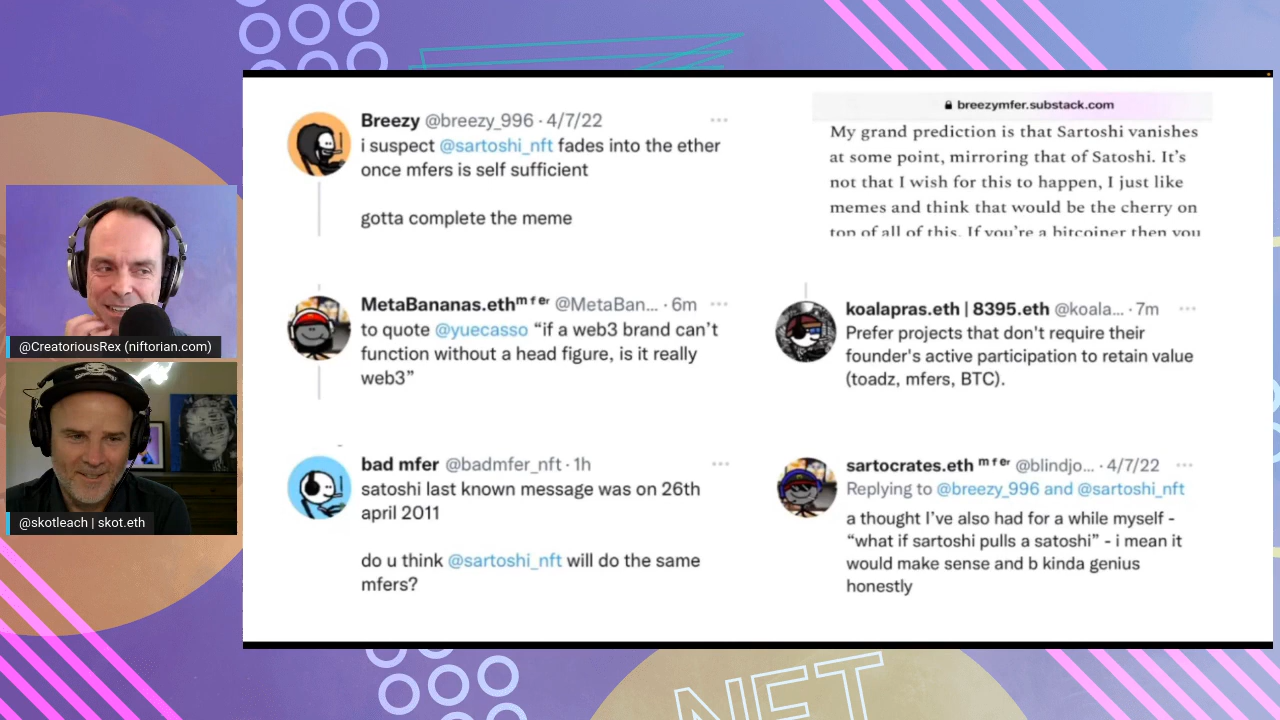 Breezy @breezy_996 · 4/7/22
i suspect @sartoshi_nft fades into the ether
once mfers is self sufficient
gotta complete the meme
breezymfer.substack.com
My grand prediction is that Sartoshi vanishes
at some point, mirroring that of Satoshi. It's
not that I wish for this to happen, I just like
memes and think that would be the cherry on
top of all of this. If you're a bitcoiner then you
MetaBananas.ethᵐᶠᵉʳ @MetaBan... · 6m
to quote @yuecasso “if a web3 brand can't
function without a head figure, is it really
web3”
koalapras.eth | 8395.eth @koala... · 7m
Prefer projects that don't require their
founder's active participation to retain value
(toadz, mfers, BTC).
bad mfer @badmfer_nft · 1h
satoshi last known message was on 26th
april 2011
do u think @sartoshi_nft will do the same
mfers?
sartocrates.eth ᵐᶠᵉʳ @blindjo... · 4/7/22
Replying to @breezy_996 and @sartoshi_nft
a thought I've also had for a while myself -
“what if sartoshi pulls a satoshi” - i mean it
would make sense and b kinda genius
honestly
@CreatoriousRex (niftorian.com)
@skotleach | skot.eth
NFT